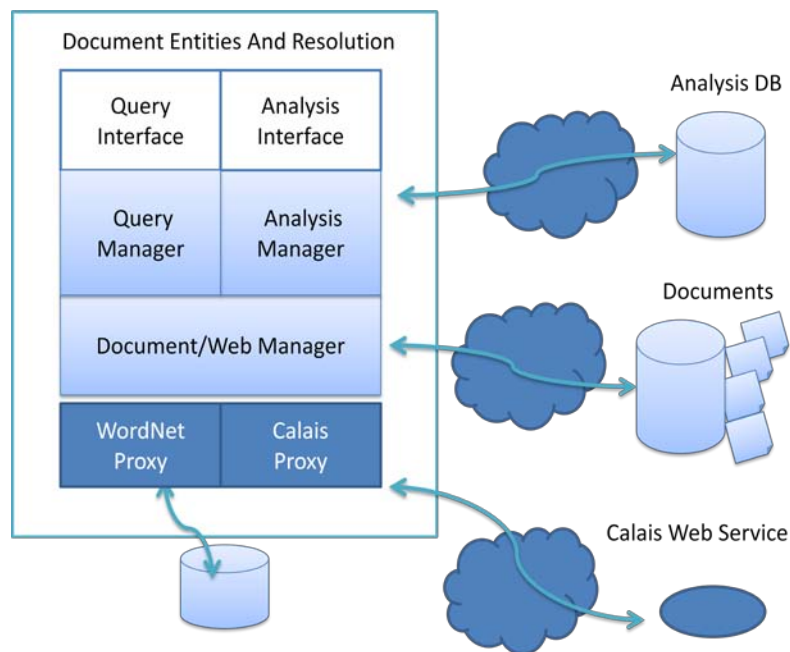 Document Entities And Resolution
Query
Interface
Analysis
Interface
Query
Manager
Analysis
Manager
Document/Web Manager
WordNet
Proxy
Calais
Proxy
Analysis DB
Documents
Calais Web Service